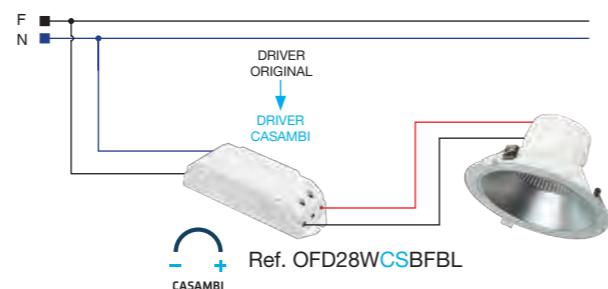 F
N
DRIVER
ORIGINAL
DRIVER
CASAMBI
Ref. OFD28WCSBFBL
- +
CASAMBI